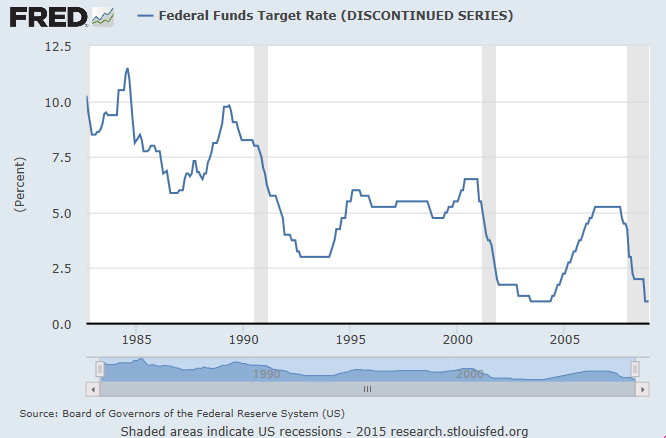 FRED
Federal Funds Target Rate (DISCONTINUED SERIES)
12.5
10.0
7.5
5.0
2.5
0.0
(Percent)
1985
1990
1995
2000
2005
1990
2000
Source: Board of Governors of the Federal Reserve System (US)
Shaded areas indicate US recessions - 2015 research.stlouisfed.org